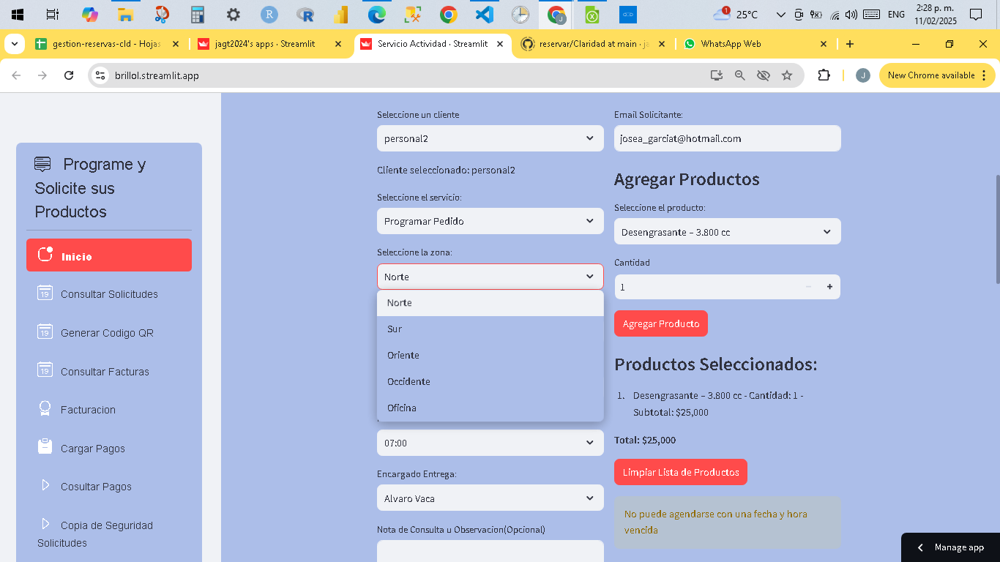 25°C
ENG
2:28 p. m.
11/02/2025
gestion-reservas-cld - Hojas
jagt2024's apps · Streamlit
Servicio Actividad · Streamlit
reservar/Claridad at main · ja
WhatsApp Web
brillol.streamlit.app
J
New Chrome available
Programe y
Solicite sus
Productos
Inicio
Consultar Solicitudes
Generar Codigo QR
Consultar Facturas
Facturacion
Cargar Pagos
Cosultar Pagos
Copia de Seguridad
Solicitudes
Seleccione un cliente
personal2
Cliente seleccionado: personal2
Seleccione el servicio:
Programar Pedido
Seleccione la zona:
Norte
Norte
Sur
Oriente
Occidente
Oficina
07:00
Encargado Entrega:
Alvaro Vaca
Nota de Consulta u Observacion(Opcional)
Email Solicitante:
josea_garciat@hotmail.com
Agregar Productos
Seleccione el producto:
Desengrasante – 3.800 cc
Cantidad
1
Agregar Producto
Productos Seleccionados:
1. Desengrasante – 3.800 cc - Cantidad: 1 -
Subtotal: $25,000
Total: $25,000
Limpiar Lista de Productos
No puede agendarse con una fecha y hora
vencida
Manage app